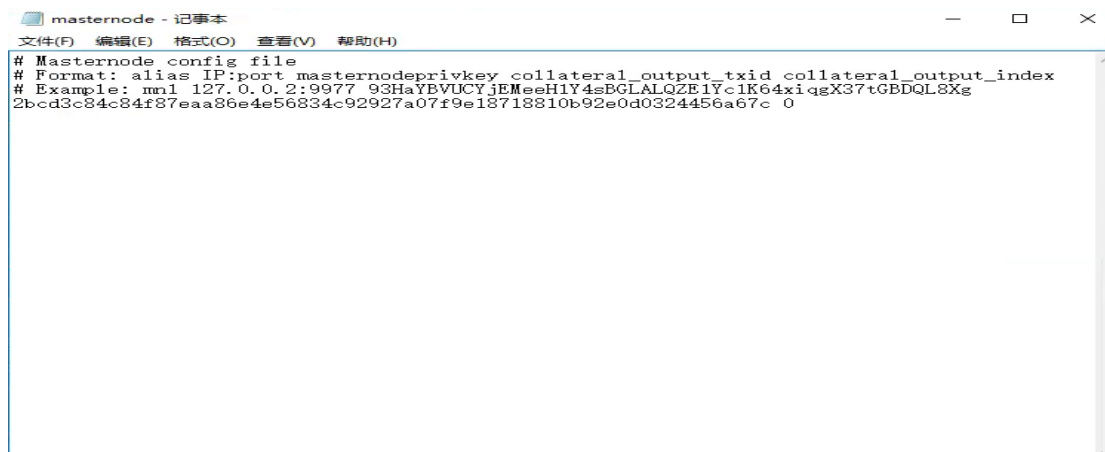 masternode - 记事本
文件(F) 编辑(E) 格式(O) 查看(V) 帮助(H)
# Masternode config file
# Format: alias IP:port masternodeprivkey collateral_output_txid collateral_output_index
# Example: mn1 127.0.0.2:9977 93HaYBVUCYjEMeeH1Y4sBGLALQZE1Yc1K64xiqgX37tGBDQL8Xg
2bcd3c84c84f87eaa86e4e56834c92927a07f9e18718810b92e0d0324456a67c 0